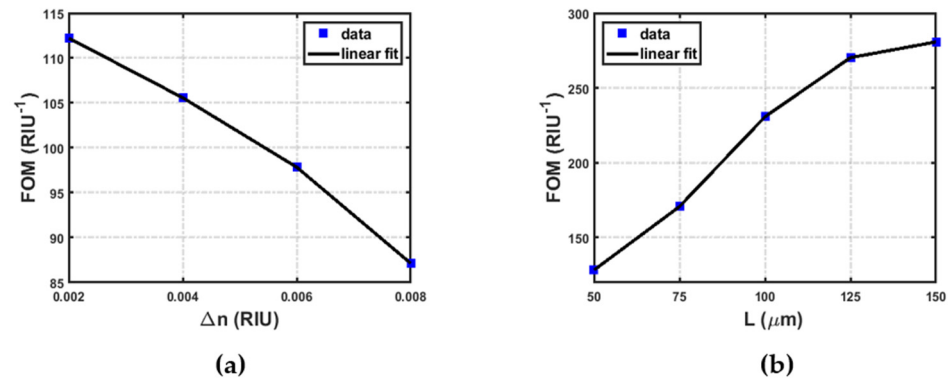 115
110
105
100
95
90
85
FOM (RIU-1)
data
linear fit
0.002
0.004
0.006
0.008
Δn (RIU)
(a)
300
250
200
150
FOM (RIU-1)
data
linear fit
50
75
100
125
150
L (μm)
(b)